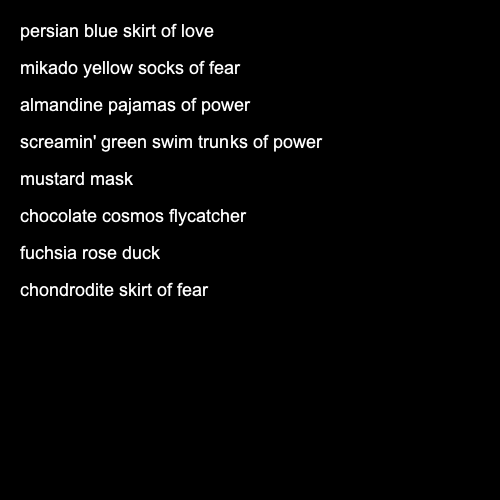 persian blue skirt of love
mikado yellow socks of fear
almandine pajamas of power
screamin' green swim trunks of power
mustard mask
chocolate cosmos flycatcher
fuchsia rose duck
chondrodite skirt of fear